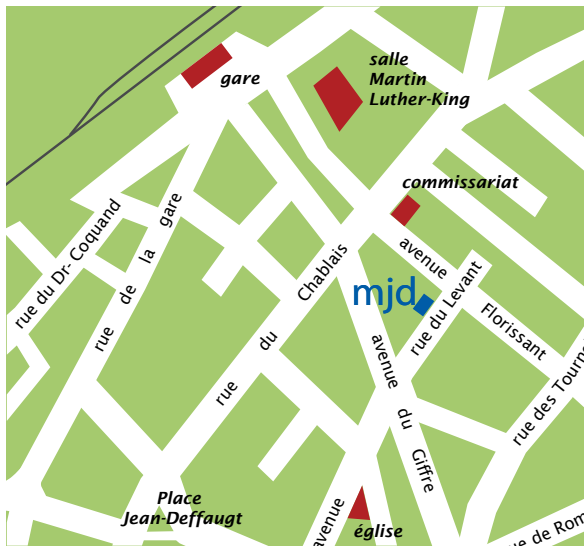 gare
salle
Martin
Luther-King
commissariat
rue du Dr- Coquand
rue de la gare
rue du Chablais
avenue Florissant
mjd
rue du Levant
avenue du Giffre
rue des Tourn
Place
Jean-Deffaugt
avenue
église
ue de Rom